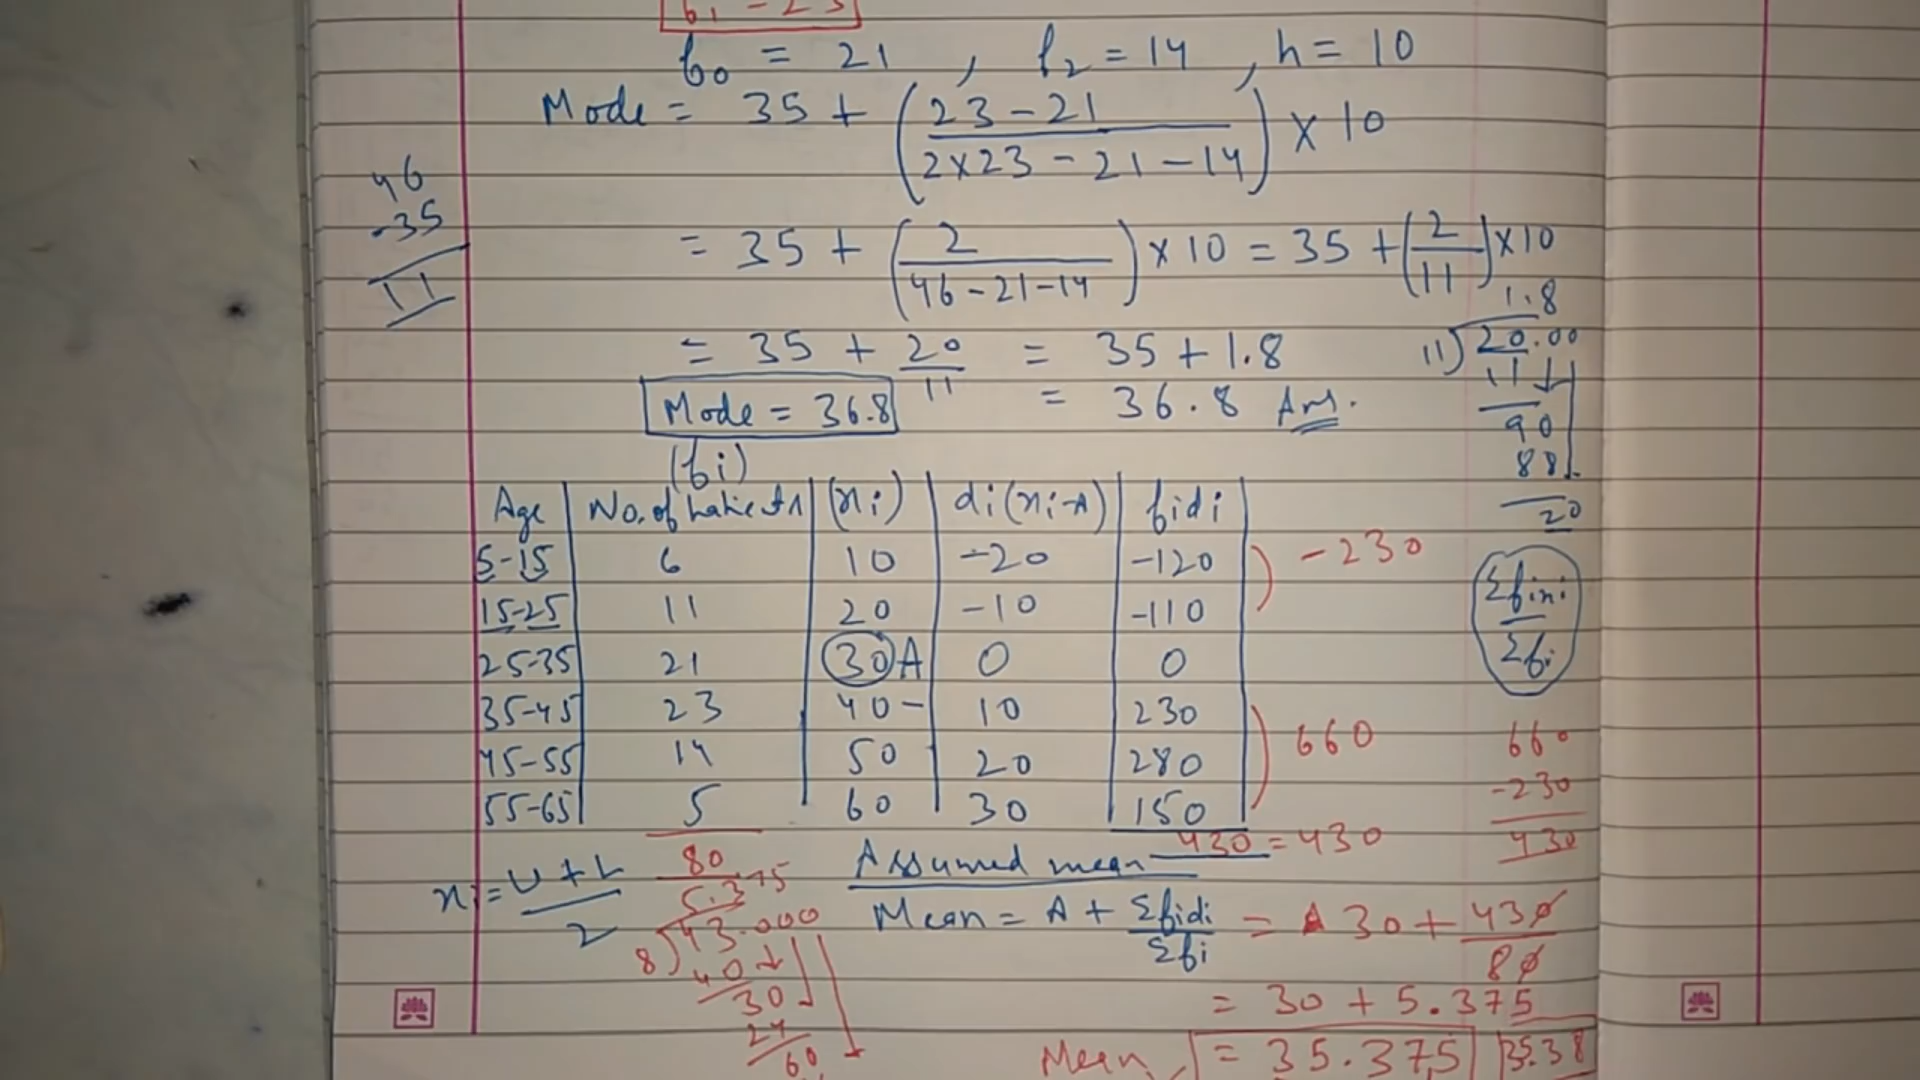 f₀ = 21 , f₂ = 14 , h = 10
Mode = 35 + (23 - 21 / 2×23 - 21 - 14) × 10
46
-35
11
= 35 + (2 / 46-21-14) × 10 = 35 + (2/11) × 10
= 35 + 20/11 = 35 + 1.8
1.8
11) 20.00
11
90
88
20
Mode = 36.8 = 36.8 Ans.
(fi)
Age No. of patients (xi) di(xi-A) fidi
5-15 6 10 -20 -120
-230
15-25 11 20 -10 -110
25-35 21 30 A 0 0
Σfixi / Σfi
35-45 23 40 - 10 230
45-55 14 50 20 280
660
55-65 5 60 30 150
660
-230
430
80 430 = 430
xi = U + L / 2
Assumed mean
Mean = A + Σfidi / Σfi = 30 + 430 / 80
5.375
8) 43.000
40
30
24
60
= 30 + 5.375
Mean = 35.375 35.38